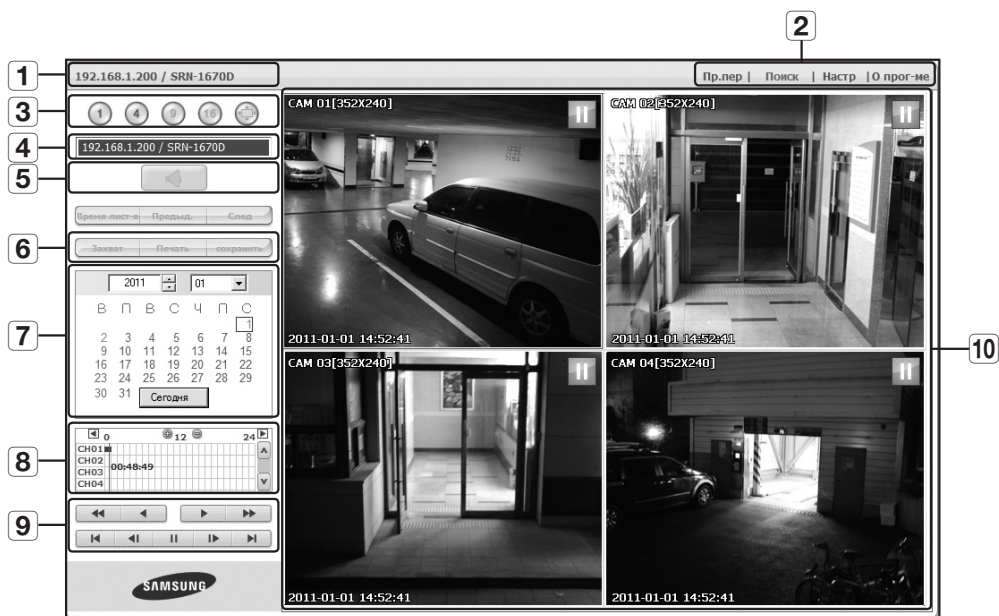 2
1
192.168.1.200 / SRN-1670D
Пр.пер | Поиск | Настр |О прог-ме
3
1 4 9 16
4
192.168.1.200 / SRN-1670D
5
Время лист-я Предыд. След
6
Захват Печать сохранить
7
2011 01
В П В С Ч П С
1
2 3 4 5 6 7 8
9 10 11 12 13 14 15
16 17 18 19 20 21 22
23 24 25 26 27 28 29
30 31 Сегодня
8
0 12 24
CH01
CH02
00:48:49
CH03
CH04
9
SAMSUNG
CAM 01[352X240]
2011-01-01 14:52:41
CAM 02[352X240]
2011-01-01 14:52:41
CAM 03[352X240]
2011-01-01 14:52:41
CAM 04[352X240]
2011-01-01 14:52:41
10